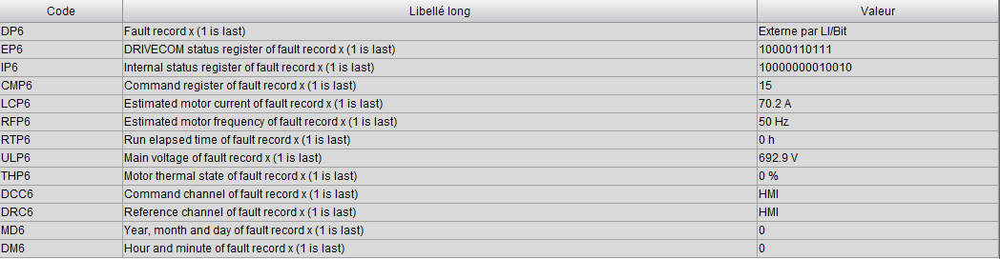 Code Libellé long Valeur
DP6 Fault record x (1 is last) Externe par LI/Bit
EP6 DRIVECOM status register of fault record x (1 is last) 10000110111
IP6 Internal status register of fault record x (1 is last) 10000000010010
CMP6 Command register of fault record x (1 is last) 15
LCP6 Estimated motor current of fault record x (1 is last) 70.2 A
RFP6 Estimated motor frequency of fault record x (1 is last) 50 Hz
RTP6 Run elapsed time of fault record x (1 is last) 0 h
ULP6 Main voltage of fault record x (1 is last) 692.9 V
THP6 Motor thermal state of fault record x (1 is last) 0 %
DCC6 Command channel of fault record x (1 is last) HMI
DRC6 Reference channel of fault record x (1 is last) HMI
MD6 Year, month and day of fault record x (1 is last) 0
DM6 Hour and minute of fault record x (1 is last) 0